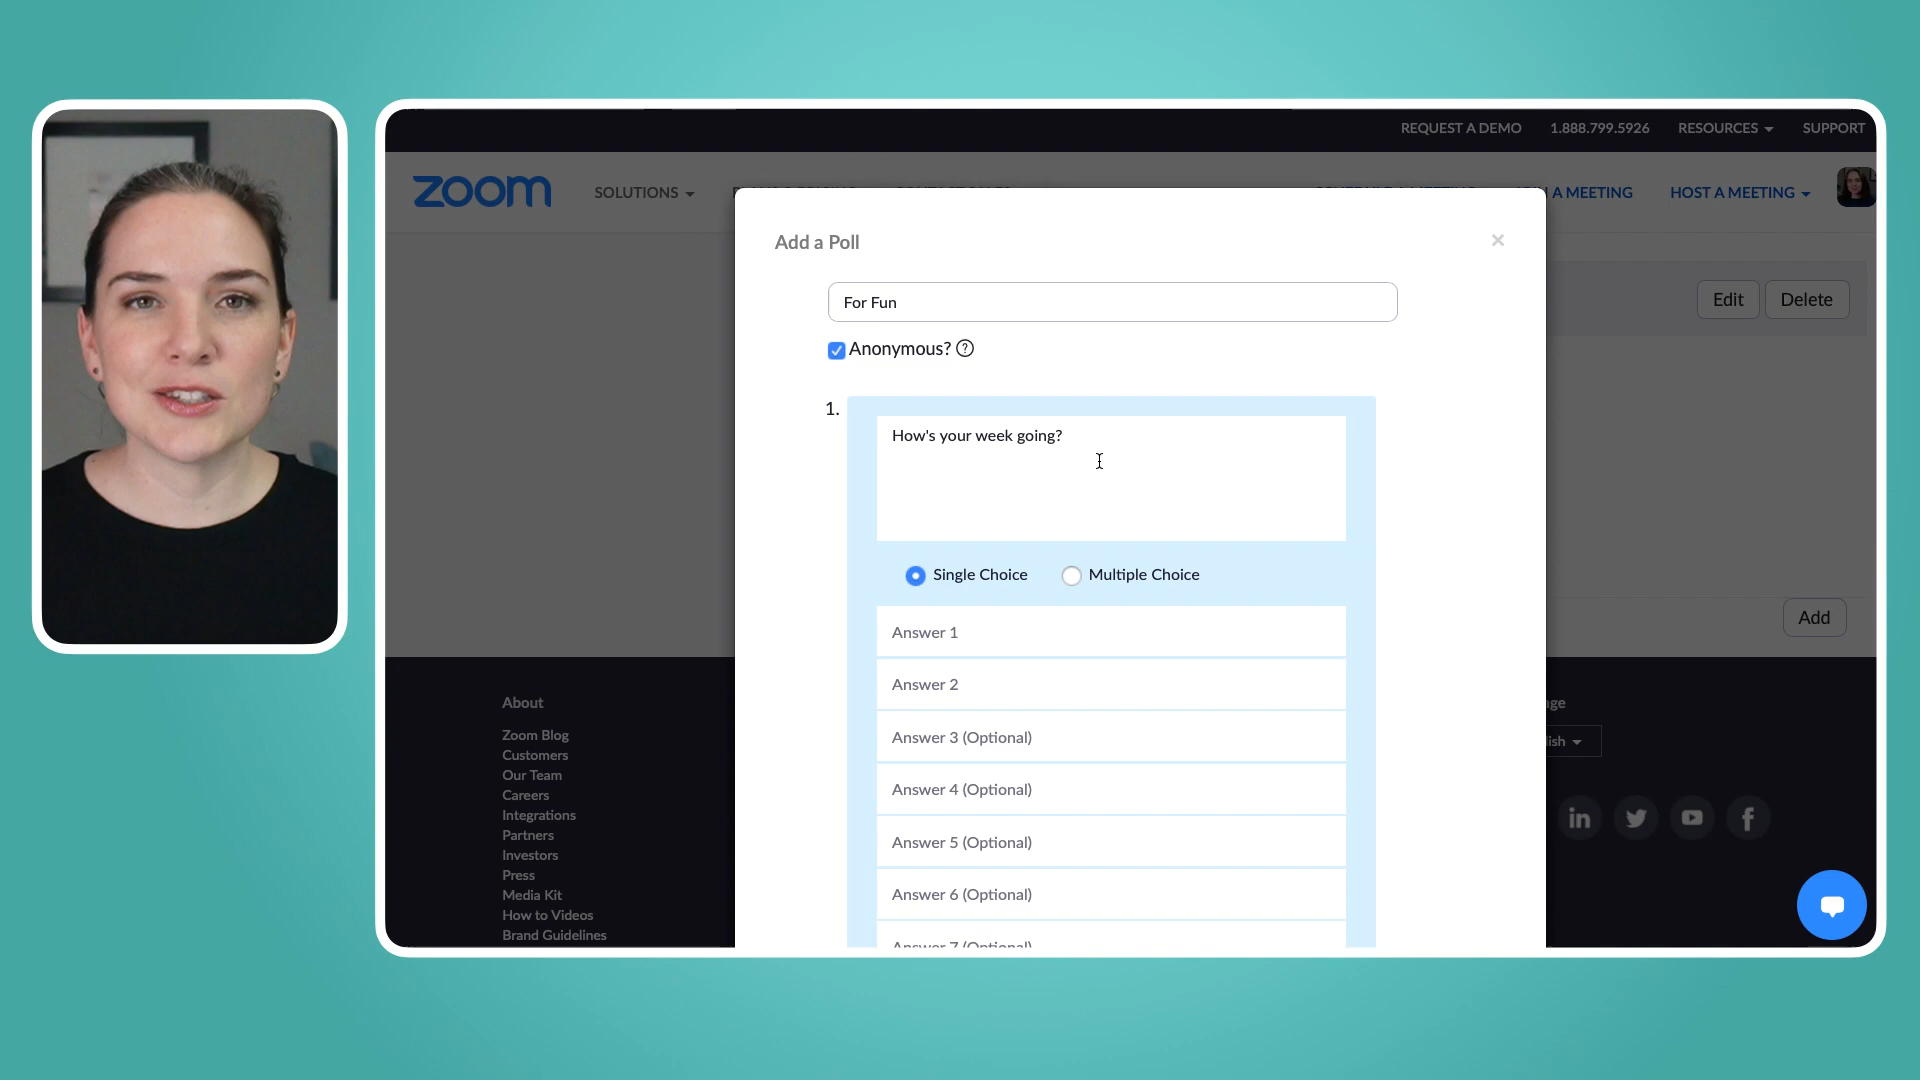 REQUEST A DEMO 1.888.799.5926 RESOURCES SUPPORT
zoom SOLUTIONS A MEETING HOST A MEETING
Add a Poll
×
For Fun
Edit Delete
Anonymous? ?
1.
How's your week going?
Single Choice Multiple Choice
Answer 1
Add
Answer 2
Answer 3 (Optional)
Answer 4 (Optional)
Answer 5 (Optional)
Answer 6 (Optional)
Answer 7 (Optional)
About
Zoom Blog
Customers
Our Team
Careers
Integrations
Partners
Investors
Press
Media Kit
How to Videos
Brand Guidelines
in
f